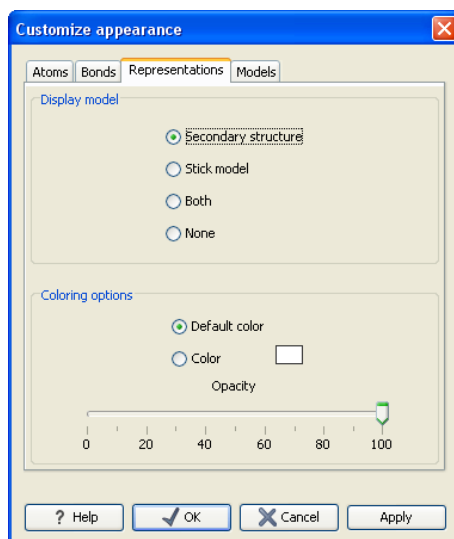 Customize appearance
Atoms Bonds Representations Models
Display model
Secondary structure
Stick model
Both
None
Coloring options
Default color
Color
Opacity
0 20 40 60 80 100
? Help OK Cancel Apply